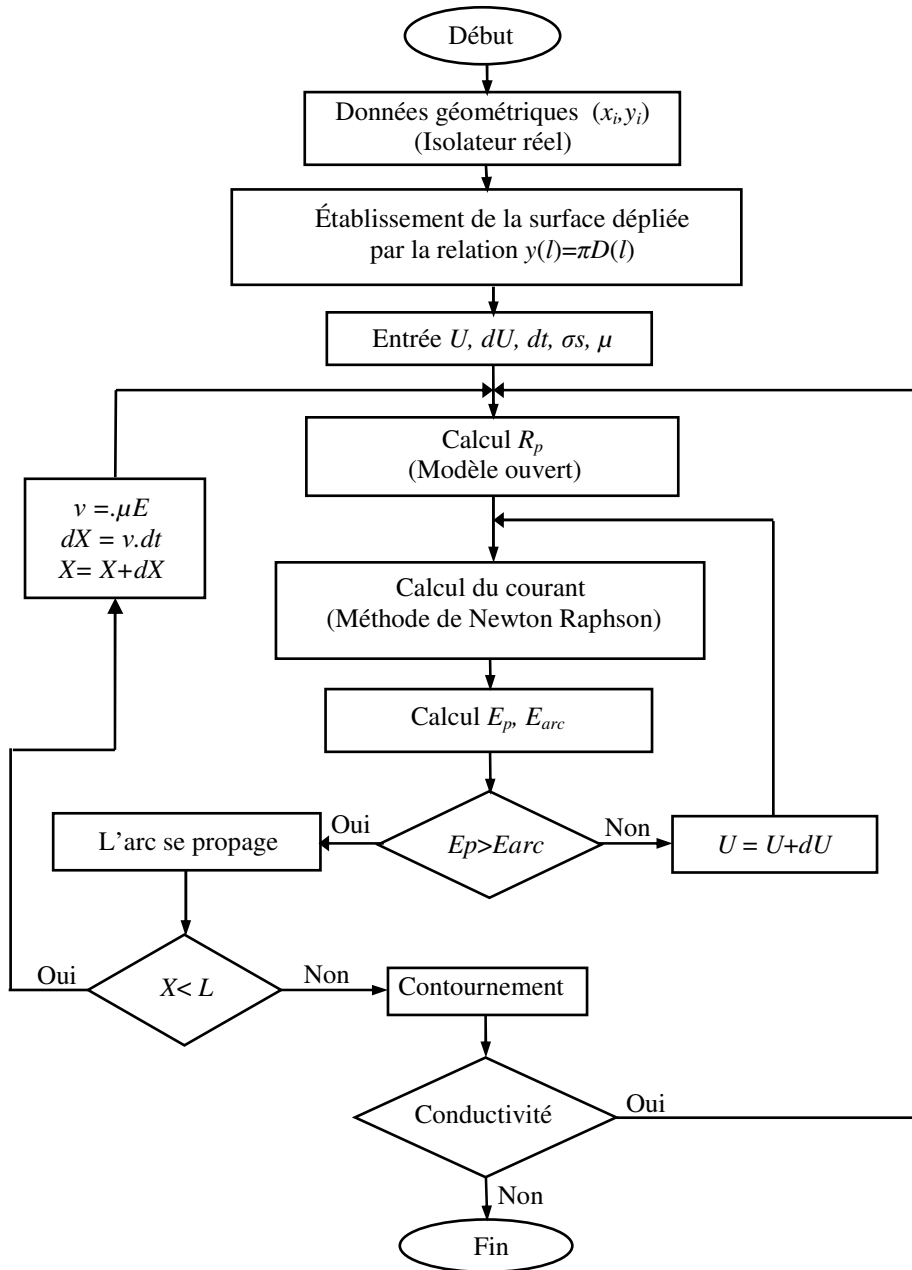 Début
Données géométriques (xᵢ,yᵢ)
(Isolateur réel)
Établissement de la surface dépliée
par la relation y(l)=πD(l)
Entrée U, dU, dt, σs, μ
Calcul Rₚ
(Modèle ouvert)
v =.μE
dX = v.dt
X= X+dX
Calcul du courant
(Méthode de Newton Raphson)
Calcul Eₚ, Eₐᵣc
Oui
Non
L'arc se propage
Ep>Earc
U = U+dU
Oui
X< L
Non
Contournement
Conductivité
Oui
Non
Fin